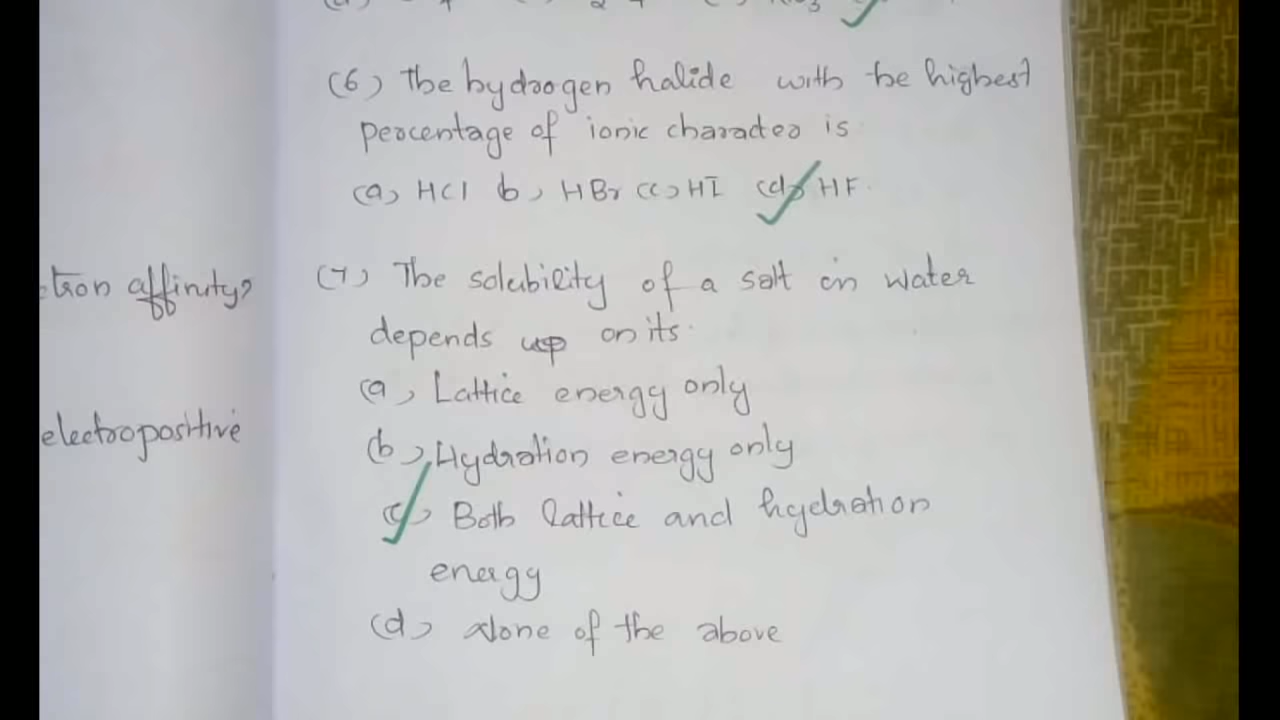 (6) The hydrogen halide with the highest
percentage of ionic character is
(a) HCl b) HBr (c) HI (d) HF.
ction affinity,
(7) The solubility of a salt in water
depends up on its.
(a) Lattice energy only
electropositive
(b) Hydration energy only
(c) Both lattice and hydration
energy
(d) None of the above